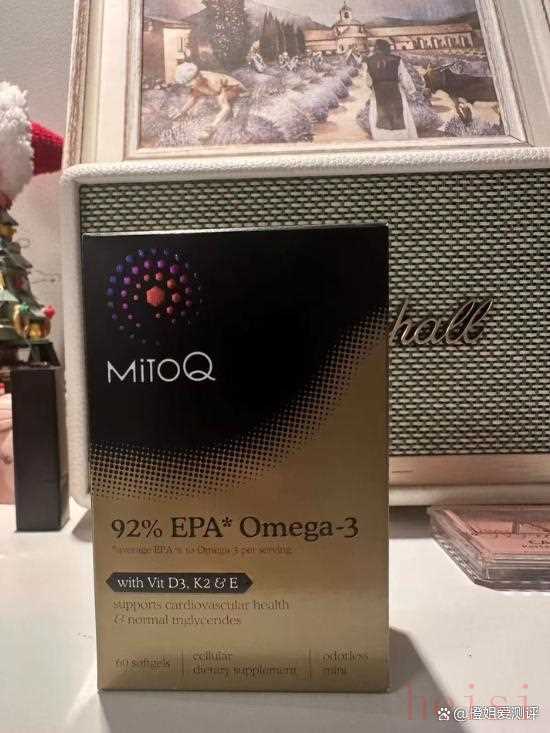 hall
MiTOQ
92% EPA* Omega-3
*average EPA % to Omega 3 per serving
with Vit D3, K2 & E
supports cardiovascular health
& normal triglycerides
60 softgels
cellular
dietary supplement
odorless
mini
@橙姐爱测评